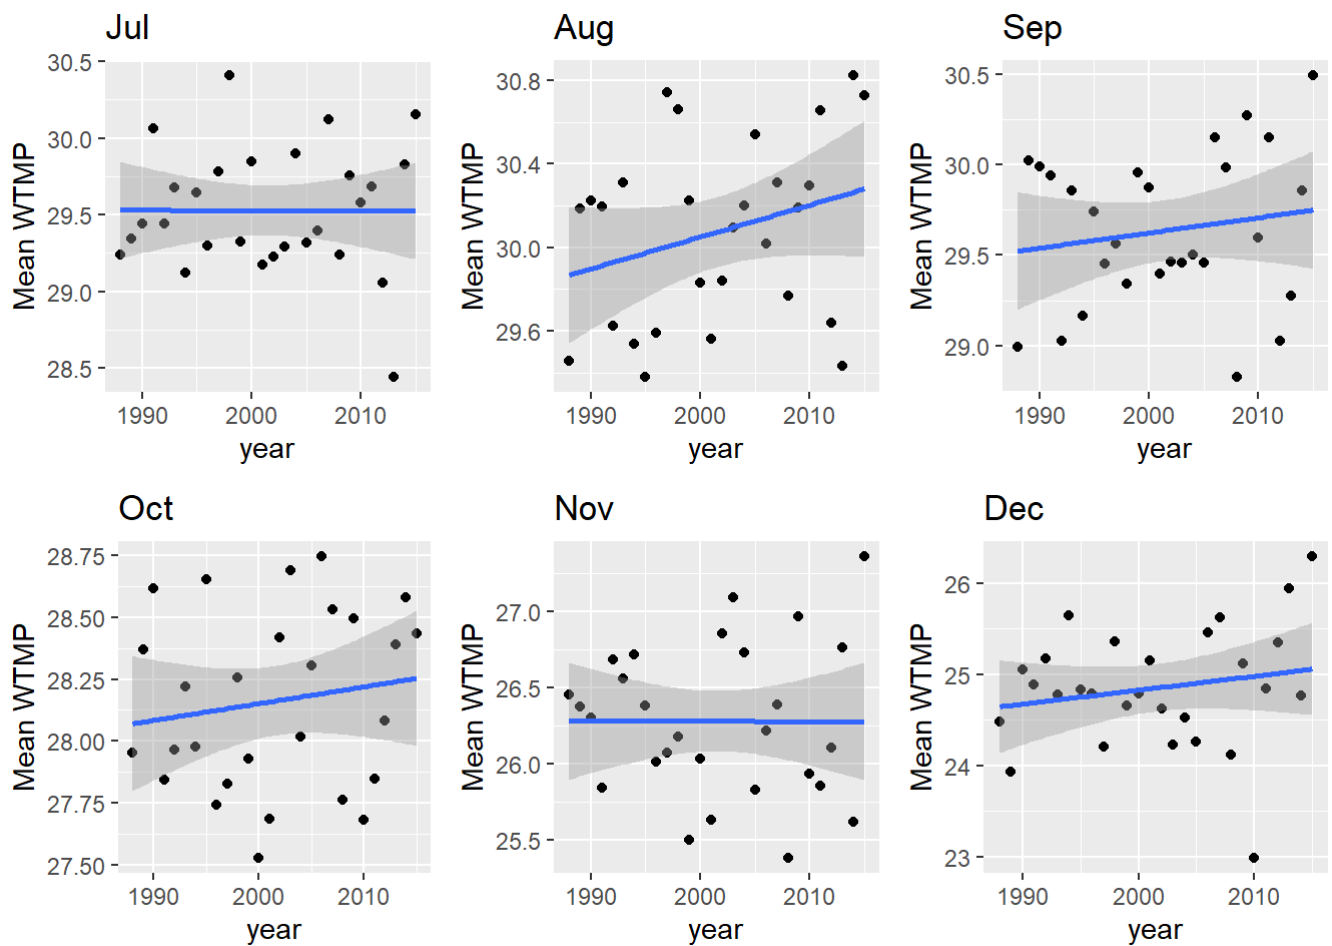 Jul Aug Sep
30.5
30.0
29.5
29.0
28.5
Mean WTMP
1990 2000 2010
year
30.8
30.4
30.0
29.6
Mean WTMP
1990 2000 2010
year
30.5
30.0
29.5
29.0
Mean WTMP
1990 2000 2010
year
Oct Nov Dec
28.75
28.50
28.25
28.00
27.75
27.50
Mean WTMP
1990 2000 2010
year
27.0
26.5
26.0
25.5
Mean WTMP
1990 2000 2010
year
26
25
24
23
Mean WTMP
1990 2000 2010
year